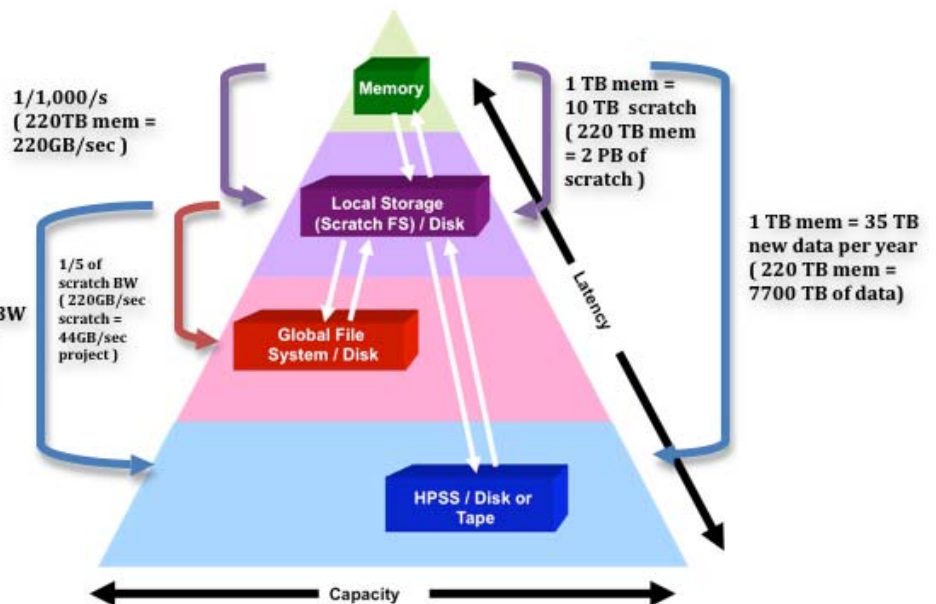 Memory
1/1,000/s
( 220TB mem =
220GB/sec )
1 TB mem =
10 TB scratch
( 220 TB mem
= 2 PB of
scratch )
Local Storage
(Scratch FS) / Disk
1 TB mem = 35 TB
new data per year
( 220 TB mem =
7700 TB of data)
1/5 of
scratch BW
( 220GB/sec
scratch =
44GB/sec
project )
BW
Latency
Global File
System / Disk
HPSS / Disk or
Tape
Capacity